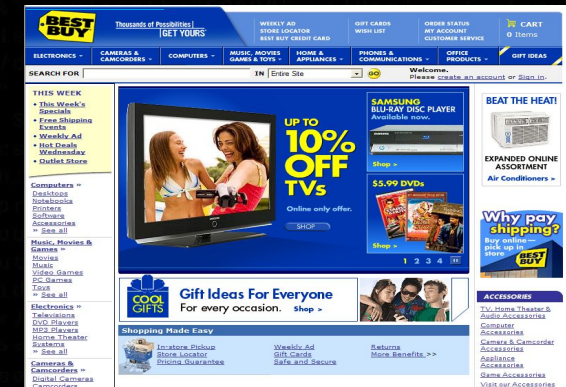 BEST
BUY
Thousands of Possibilities
GET YOURS
WEEKLY AD
STORE LOCATOR
BEST BUY CREDIT CARD
GIFT CARDS
WISH LIST
ORDER STATUS
MY ACCOUNT
CUSTOMER SERVICE
CART
0 Items
ELECTRONICS
CAMERAS &
CAMCORDERS
COMPUTERS
MUSIC, MOVIES
GAMES & TOYS
HOME &
APPLIANCES
PHONES &
COMMUNICATIONS
OFFICE
PRODUCTS
GIFT IDEAS
SEARCH FOR
IN Entire Site
GO
Welcome.
Please create an account or Sign in.
THIS WEEK
• This Week's
Specials
• Free Shipping
Events
• Weekly Ad
• Hot Deals
Wednesday
• Outlet Store
Computers »
Desktops
Notebooks
Printers
Software
Accessories
» See all
Music, Movies &
Games »
Movies
Music
Video Games
PC Games
Toys
» See all
Electronics »
Televisions
DVD Players
MP3 Players
Home Theater
Systems
» See all
Cameras &
Camcorders »
Digital Cameras
Camcorders
UP TO
10%
OFF
TVs
Online only offer.
SHOP
SAMSUNG
BLU-RAY DISC PLAYER
Available now.
Shop >
$5.99 DVDs
Shop >
1 2 3 4
COOL
GIFTS
Gift Ideas For Everyone
For every occasion. Shop >
Shopping Made Easy
In-store Pickup
Store Locator
Pricing Guarantee
Weekly Ad
Gift Cards
Safe and Secure
Returns
More Benefits >>
BEAT THE HEAT!
EXPANDED ONLINE
ASSORTMENT
Air Conditioners >
Why pay
shipping?
Buy online—
pick up in
store
BEST
BUY
ACCESSORIES
TV, Home Theater &
Audio Accessories
Computer
Accessories
Camera & Camcorder
Accessories
Appliance
Accessories
Game Accessories
Visit our Accessories